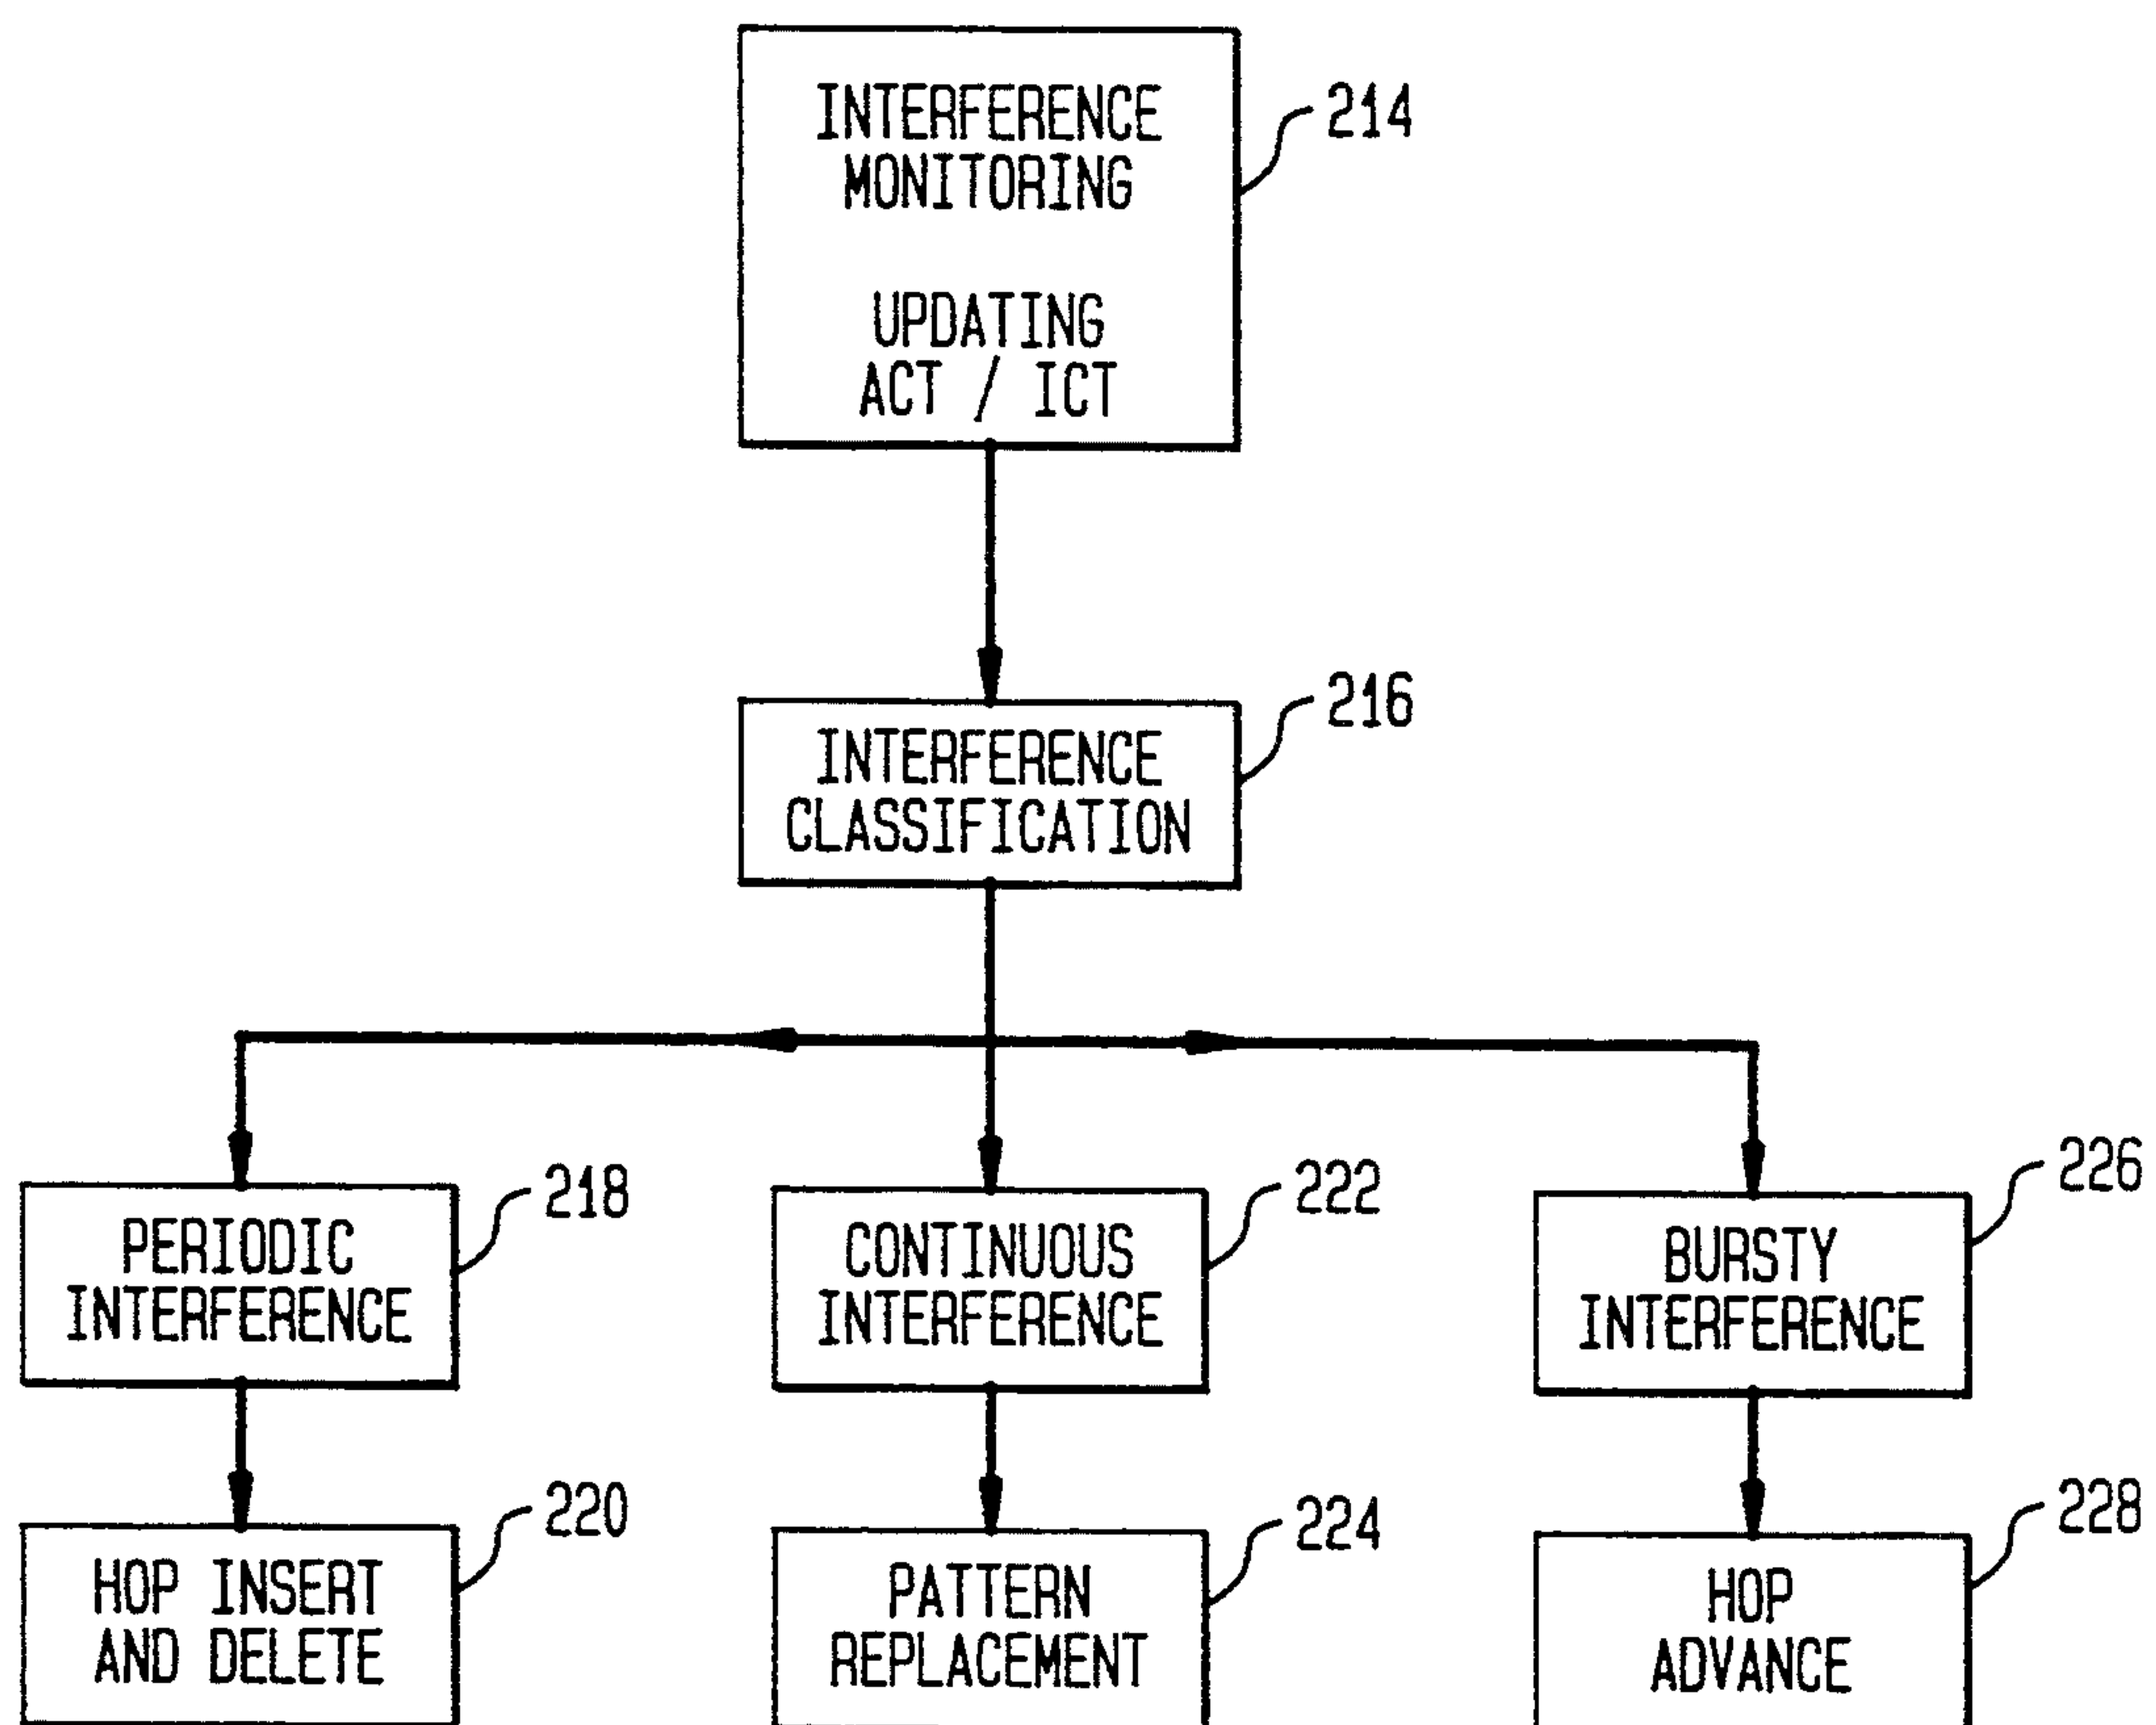 INTERFERENCE
MONITORING
UPDATING
ACT / ICT
214
INTERFERENCE
CLASSIFICATION
216
PERIODIC
INTERFERENCE
218
CONTINUOUS
INTERFERENCE
222
BURSTY
INTERFERENCE
226
HOP INSERT
AND DELETE
220
PATTERN
REPLACEMENT
224
HOP
ADVANCE
228